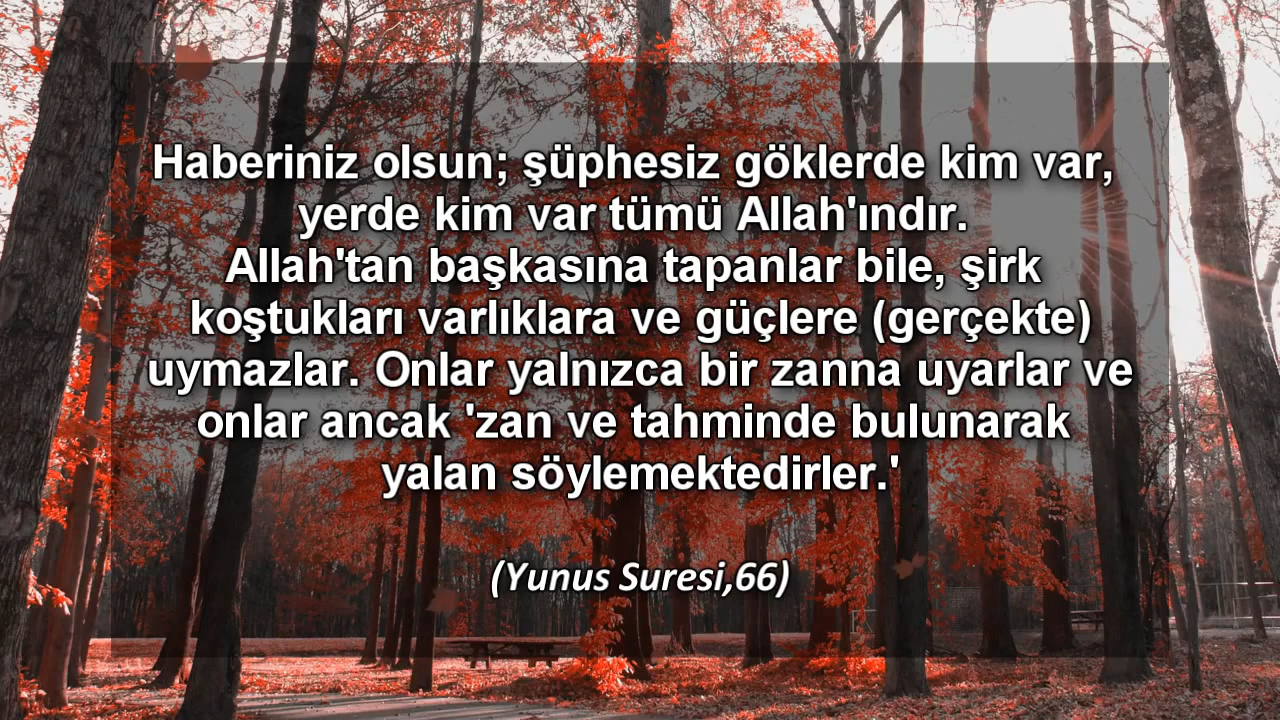 Haberiniz olsun; şüphesiz göklerde kim var,
yerde kim var tümü Allah'ındır.
Allah'tan başkasına tapanlar bile, şirk
koştukları varlıklara ve güçlere (gerçekte)
uymazlar. Onlar yalnızca bir zanna uyarlar ve
onlar ancak 'zan ve tahminde bulunarak
yalan söylemektedirler.'
(Yunus Suresi,66)